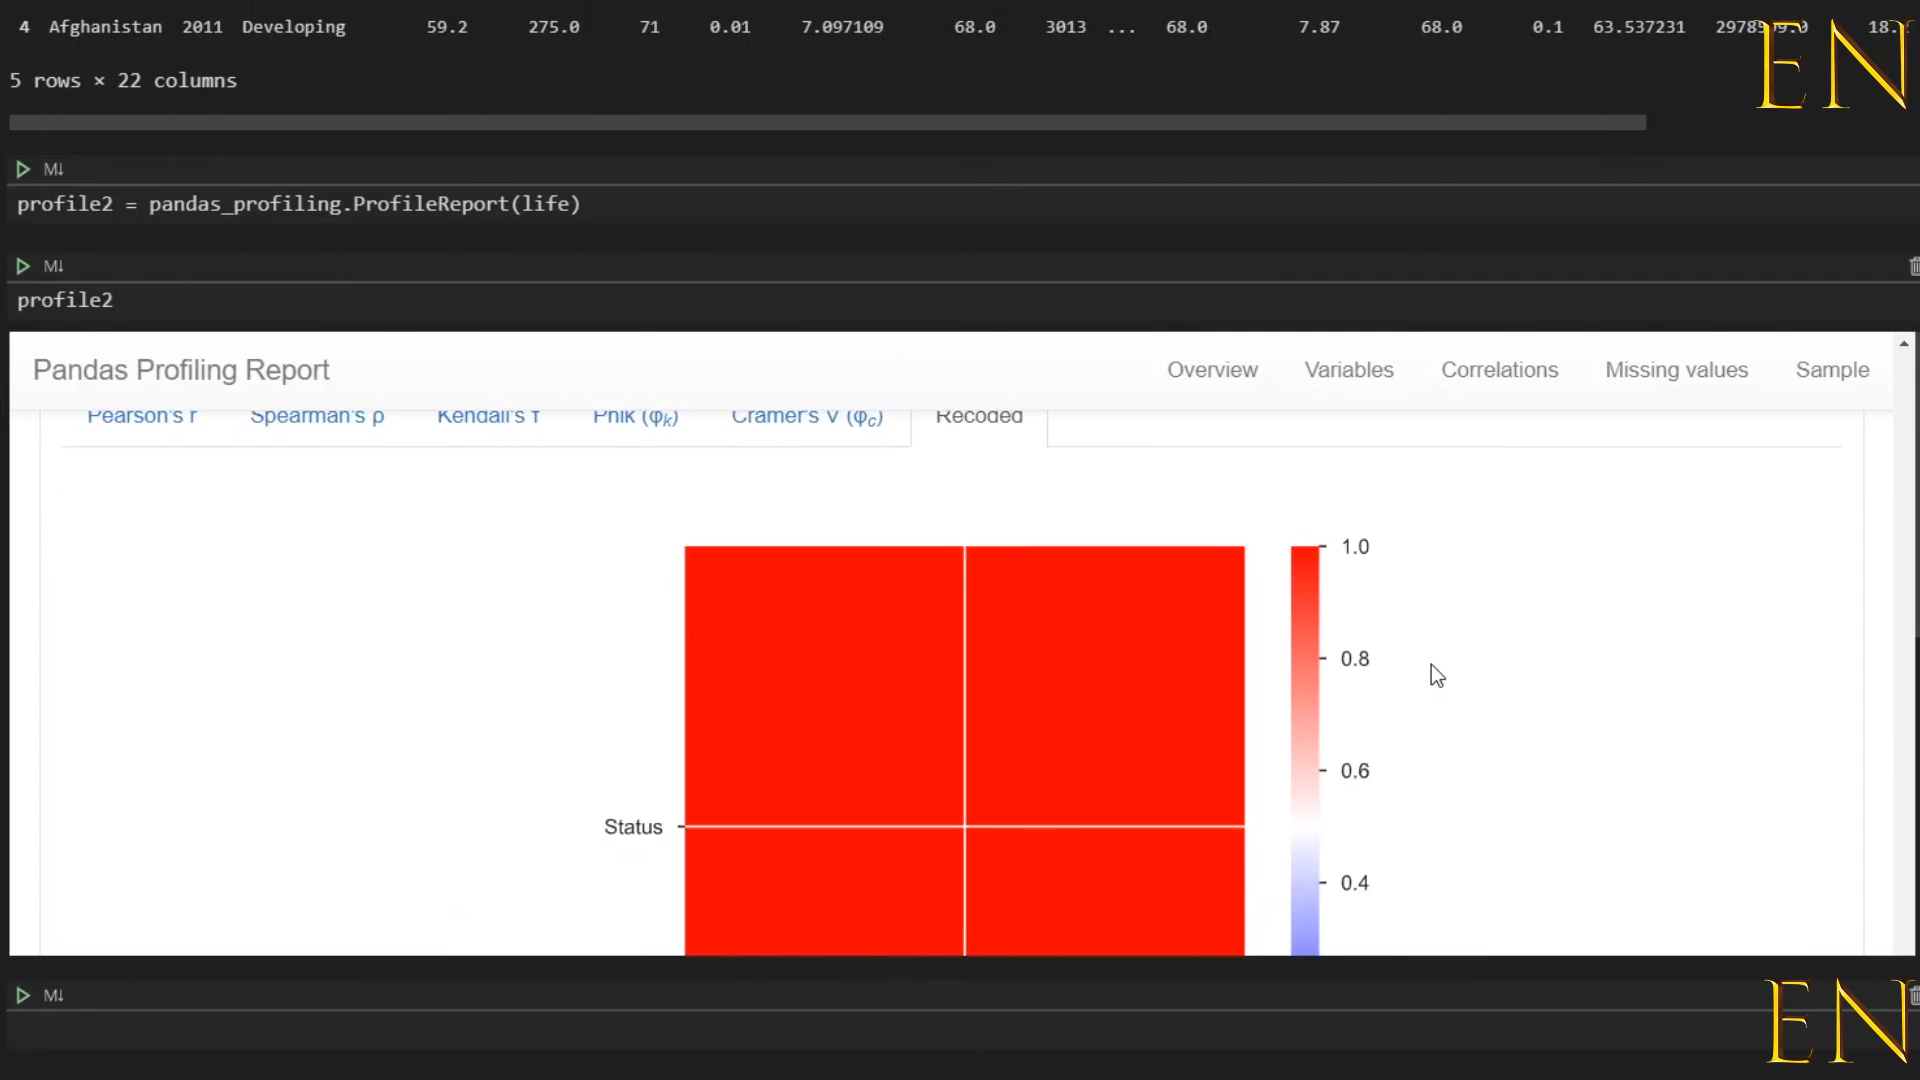 4 Afghanistan 2011 Developing 59.2 275.0 71 0.01 7.097109 68.0 3013 ... 68.0 7.87 68.0 0.1 63.537231
5 rows × 22 columns
EN
M↓
profile2 = pandas_profiling.ProfileReport(life)
M↓
profile2
Pandas Profiling Report Overview Variables Correlations Missing values Sample
Pearson's r Spearman's ρ Kendall's τ Phik (φk) Cramér's V (φc) Recoded
1.0
0.8
0.6
Status
0.4
M↓
EN